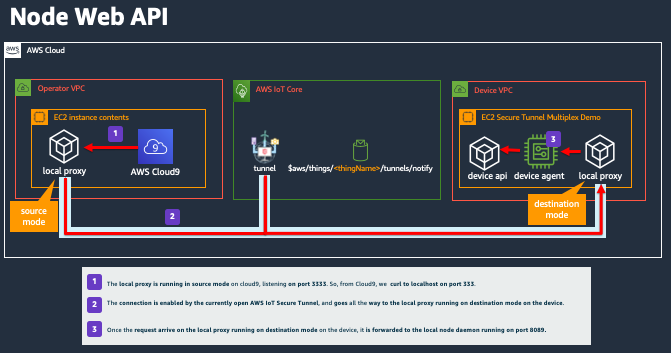 Node Web API
aws
AWS Cloud
Operator VPC
AWS IoT Core
Device VPC
EC2 instance contents
EC2 Secure Tunnel Multiplex Demo
1
9
3
local proxy
AWS Cloud9
tunnel
$aws/things/<thingName>/tunnels/notify
device api
device agent
local proxy
source
mode
destination
mode
2
1 The local proxy is running in source mode on cloud9, listening on port 3333. So, from Cloud9, we curl to localhost on port 333.
2 The connection is enabled by the currently open AWS IoT Secure Tunnel, and goes all the way to the local proxy running on destination mode on the device.
3 Once the request arrive on the local proxy running on destination mode on the device, it is forwarded to the local node daemon running on port 8089.